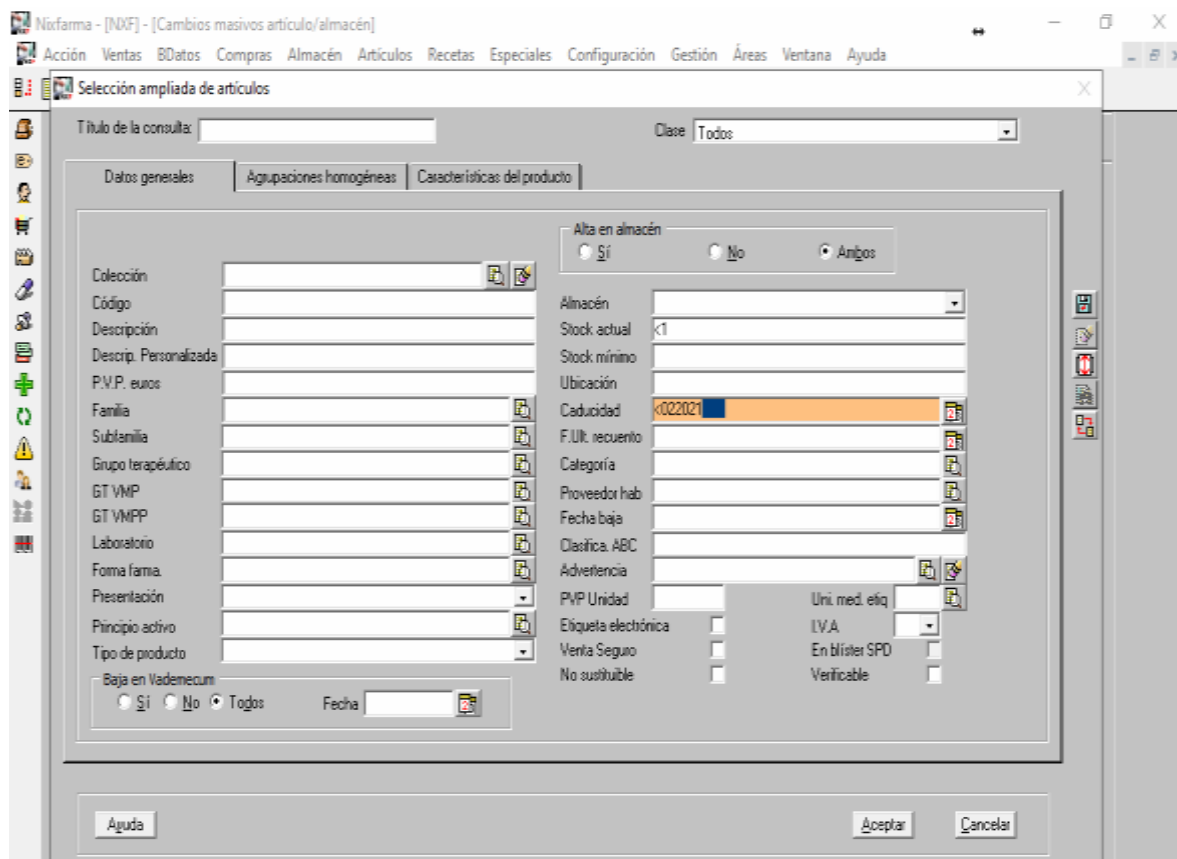 Nixfarma - [NXF] - [Cambios masivos artículo/almacén]
Acción Ventas BDatos Compras Almacén Artículos Recetas Especiales Configuración Gestión Áreas Ventana Ayuda
Selección ampliada de artículos
Título de la consulta:
Clase Todos
Datos generales Agrupaciones homogéneas Características del producto
Alta en almacén
Sí No Ambos
Colección
Código
Descripción
Descrip. Personalizada
P.V.P. euros
Familia
Subfamilia
Grupo terapéutico
GT VMP
GT VMPP
Laboratorio
Forma farma.
Presentación
Principio activo
Tipo de producto
Baja en Vademecum
Sí No Todos Fecha
Almacén
Stock actual <1
Stock mínimo
Ubicación
Caducidad <022021
F.Ult. recuento
Categoría
Proveedor hab
Fecha baja
Clasifica. ABC
Advertencia
PVP Unidad Uni. med. etiq
Etiqueta electrónica I.V.A
Venta Seguro En blíster SPD
No sustituible Verificable
Ayuda Aceptar Cancelar